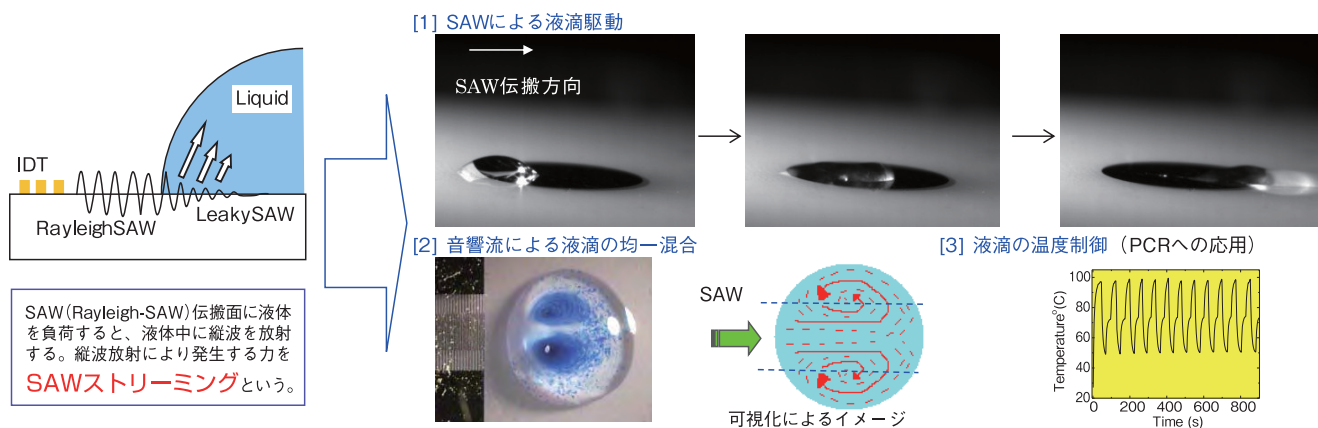 Liquid
IDT
RayleighSAW
LeakySAW
SAW(Rayleigh-SAW)伝搬面に液体
を負荷すると、液体中に縦波を放射
する。縦波放射により発生する力を
SAWストリーミングという。
[1] SAWによる液滴駆動
SAW伝搬方向
[2] 音響流による液滴の均一混合
SAW
可視化によるイメージ
[3] 液滴の温度制御（PCRへの応用）
Temperature°(C)
100
80
60
40
20
0 200 400 600 800
Time (s)